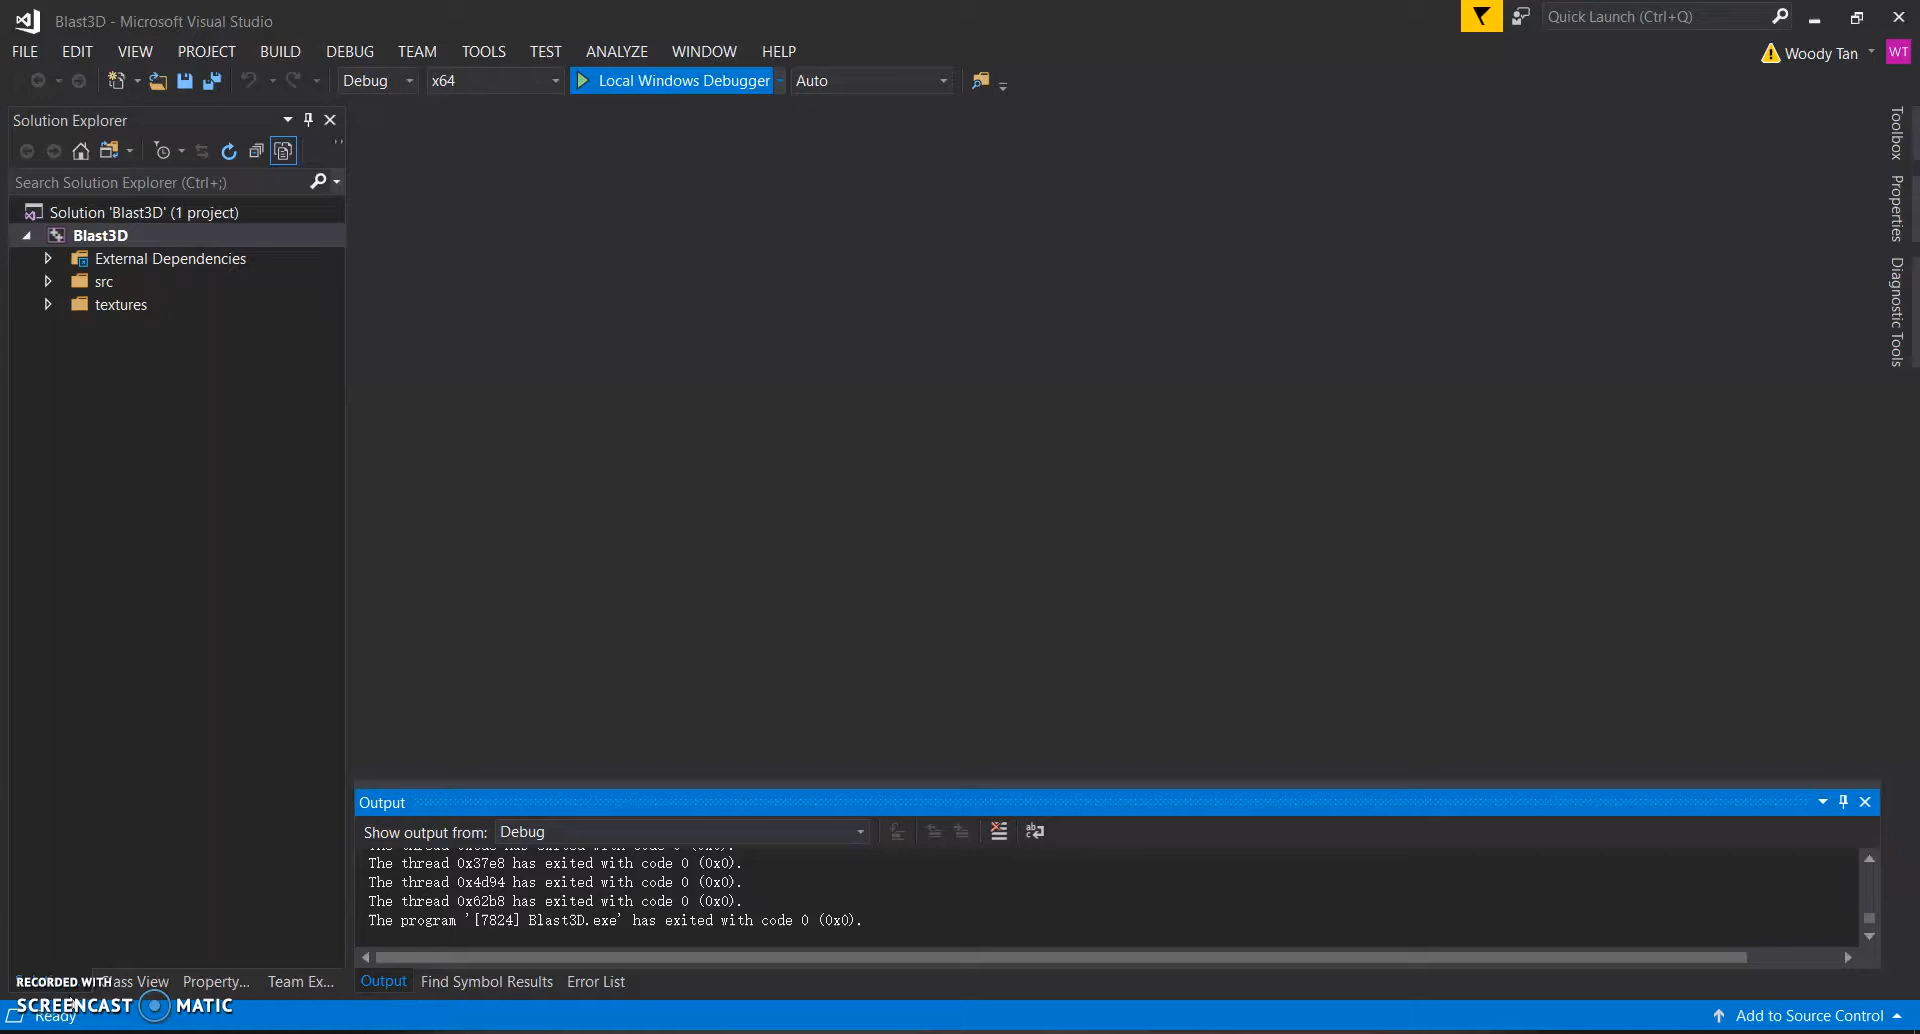 Blast3D - Microsoft Visual Studio
Quick Launch (Ctrl+Q)
FILE EDIT VIEW PROJECT BUILD DEBUG TEAM TOOLS TEST ANALYZE WINDOW HELP
Woody Tan WT
Debug x64 Local Windows Debugger Auto
Solution Explorer
Search Solution Explorer (Ctrl+;)
Solution 'Blast3D' (1 project)
Blast3D
External Dependencies
src
textures
Toolbox
Properties
Diagnostic Tools
Output
Show output from: Debug
The thread 0x37e8 has exited with code 0 (0x0).
The thread 0x4d94 has exited with code 0 (0x0).
The thread 0x62b8 has exited with code 0 (0x0).
The program '[7824] Blast3D.exe' has exited with code 0 (0x0).
Class View Property... Team Ex...
Output Find Symbol Results Error List
RECORDED WITH
SCREENCAST MATIC
Ready
Add to Source Control